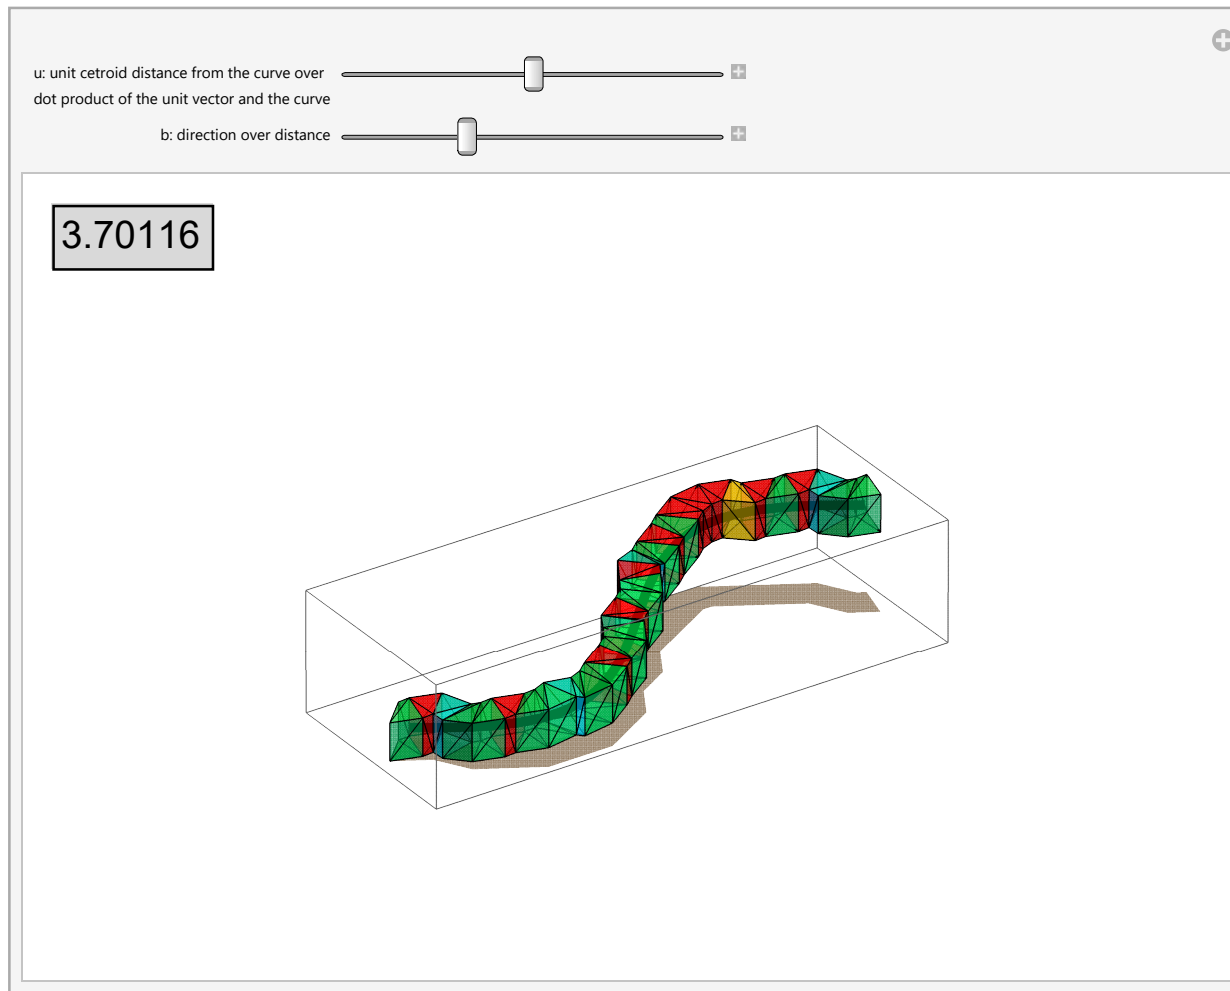 u: unit cetroid distance from the curve over
dot product of the unit vector and the curve
b: direction over distance
3.70116